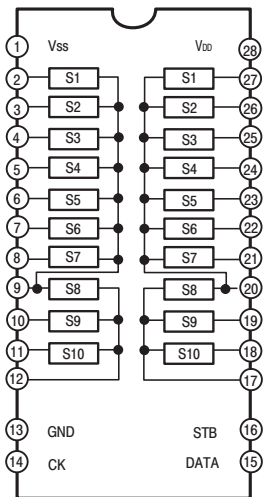 1 Vss VDD 28
2 S1 S1 27
3 S2 S2 26
4 S3 S3 25
5 S4 S4 24
6 S5 S5 23
7 S6 S6 22
8 S7 S7 21
9 S8 S8 20
10 S9 S9 19
11 S10 S10 18
12 17
13 GND STB 16
14 CK DATA 15